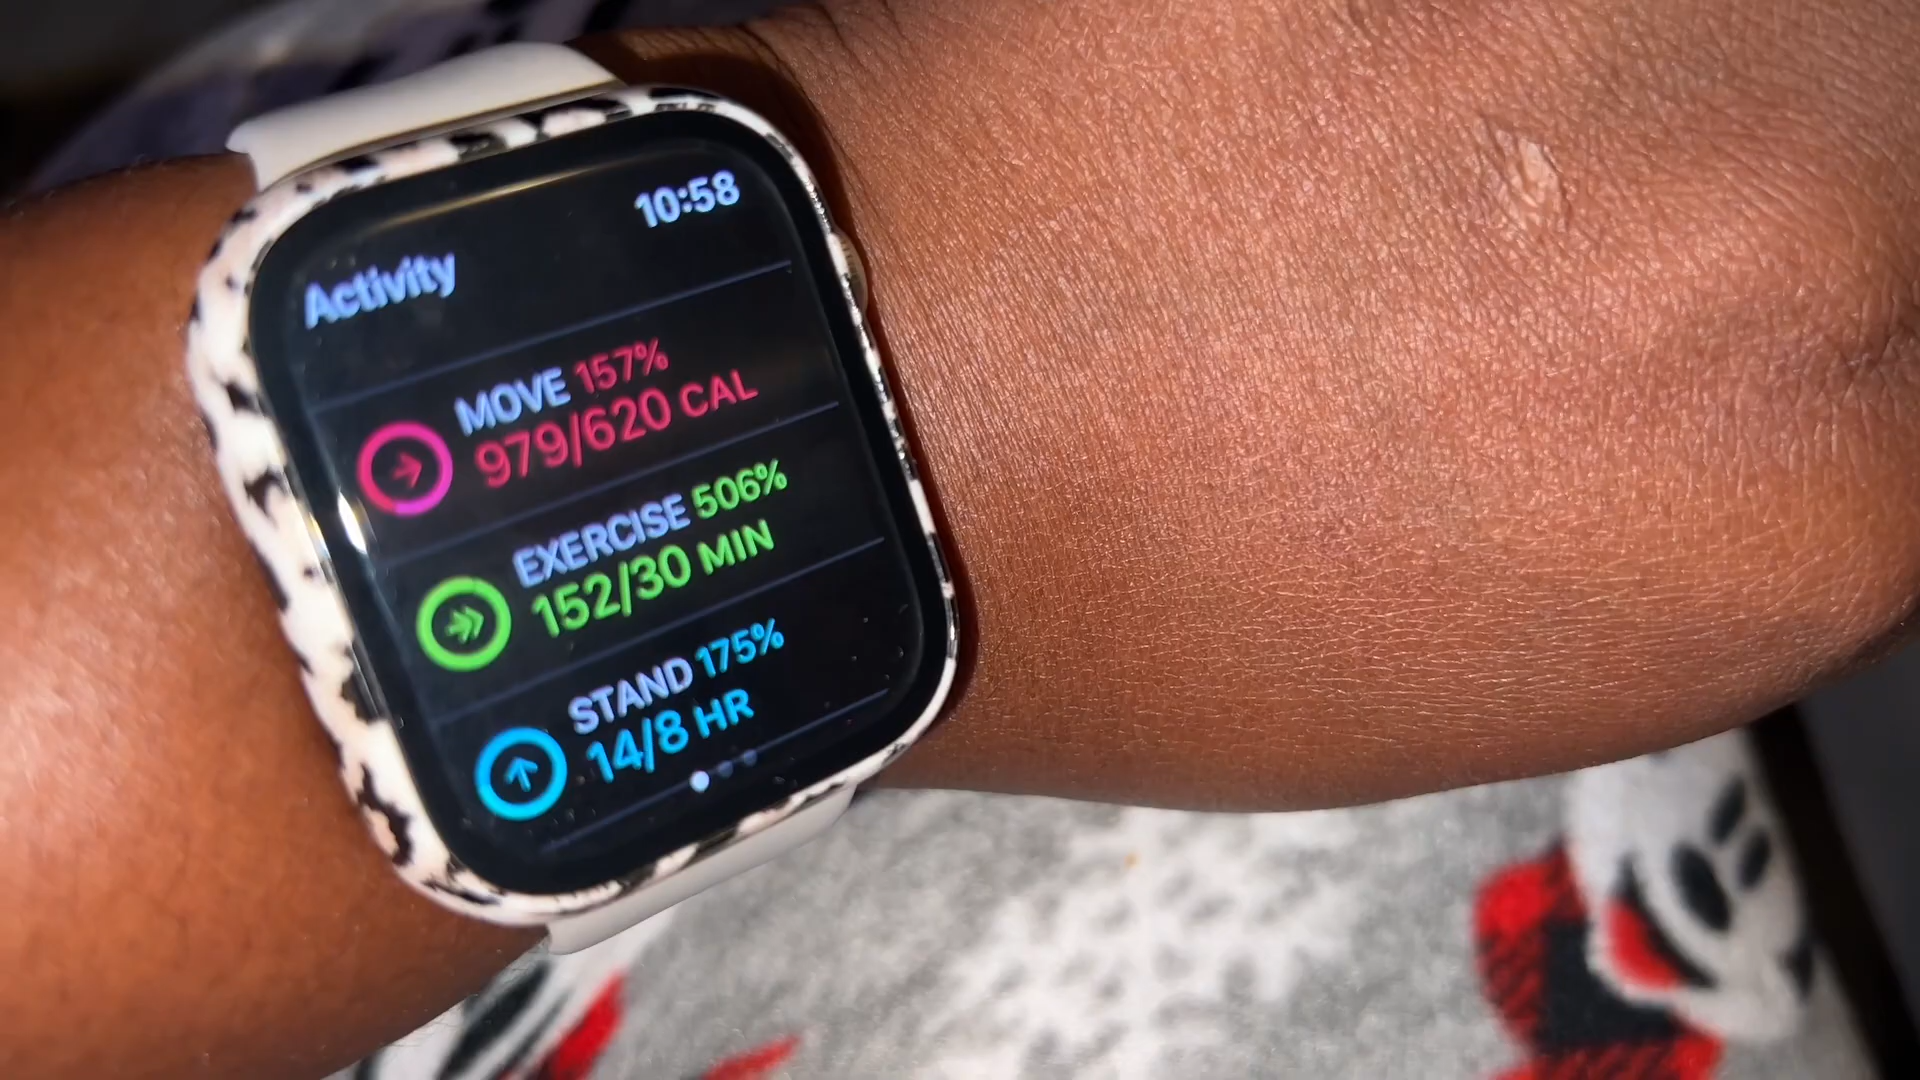 10:58
Activity
MOVE 157%
979/620 CAL
EXERCISE 506%
152/30 MIN
STAND 175%
14/8 HR